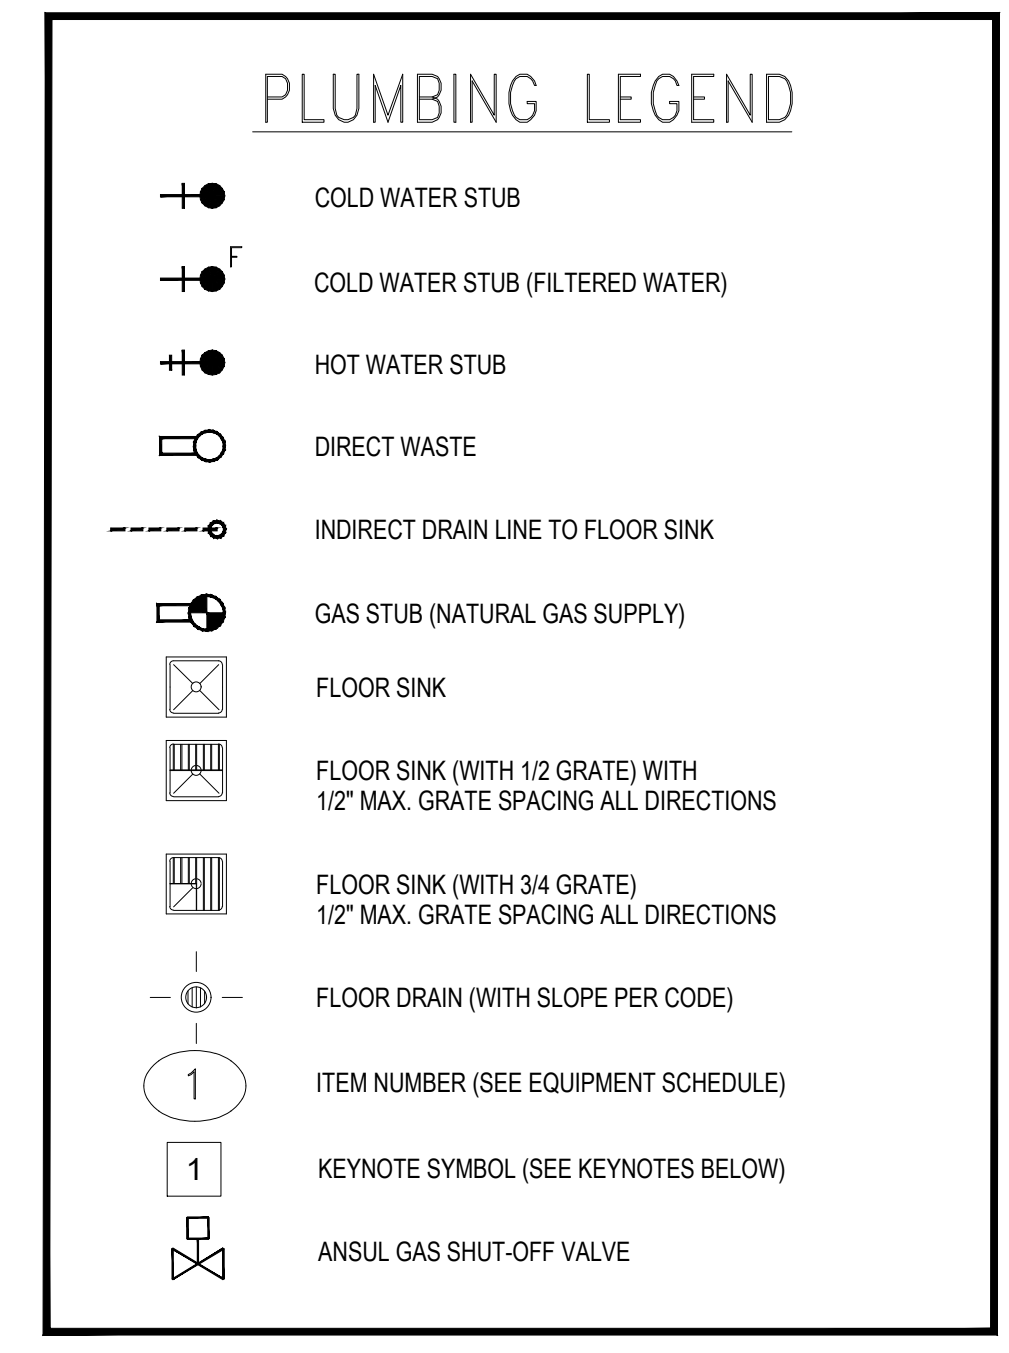 PLUMBING LEGEND
COLD WATER STUB
F
COLD WATER STUB (FILTERED WATER)
HOT WATER STUB
DIRECT WASTE
INDIRECT DRAIN LINE TO FLOOR SINK
GAS STUB (NATURAL GAS SUPPLY)
FLOOR SINK
FLOOR SINK (WITH 1/2 GRATE) WITH
1/2" MAX. GRATE SPACING ALL DIRECTIONS
FLOOR SINK (WITH 3/4 GRATE)
1/2" MAX. GRATE SPACING ALL DIRECTIONS
FLOOR DRAIN (WITH SLOPE PER CODE)
1 ITEM NUMBER (SEE EQUIPMENT SCHEDULE)
1 KEYNOTE SYMBOL (SEE KEYNOTES BELOW)
ANSUL GAS SHUT-OFF VALVE